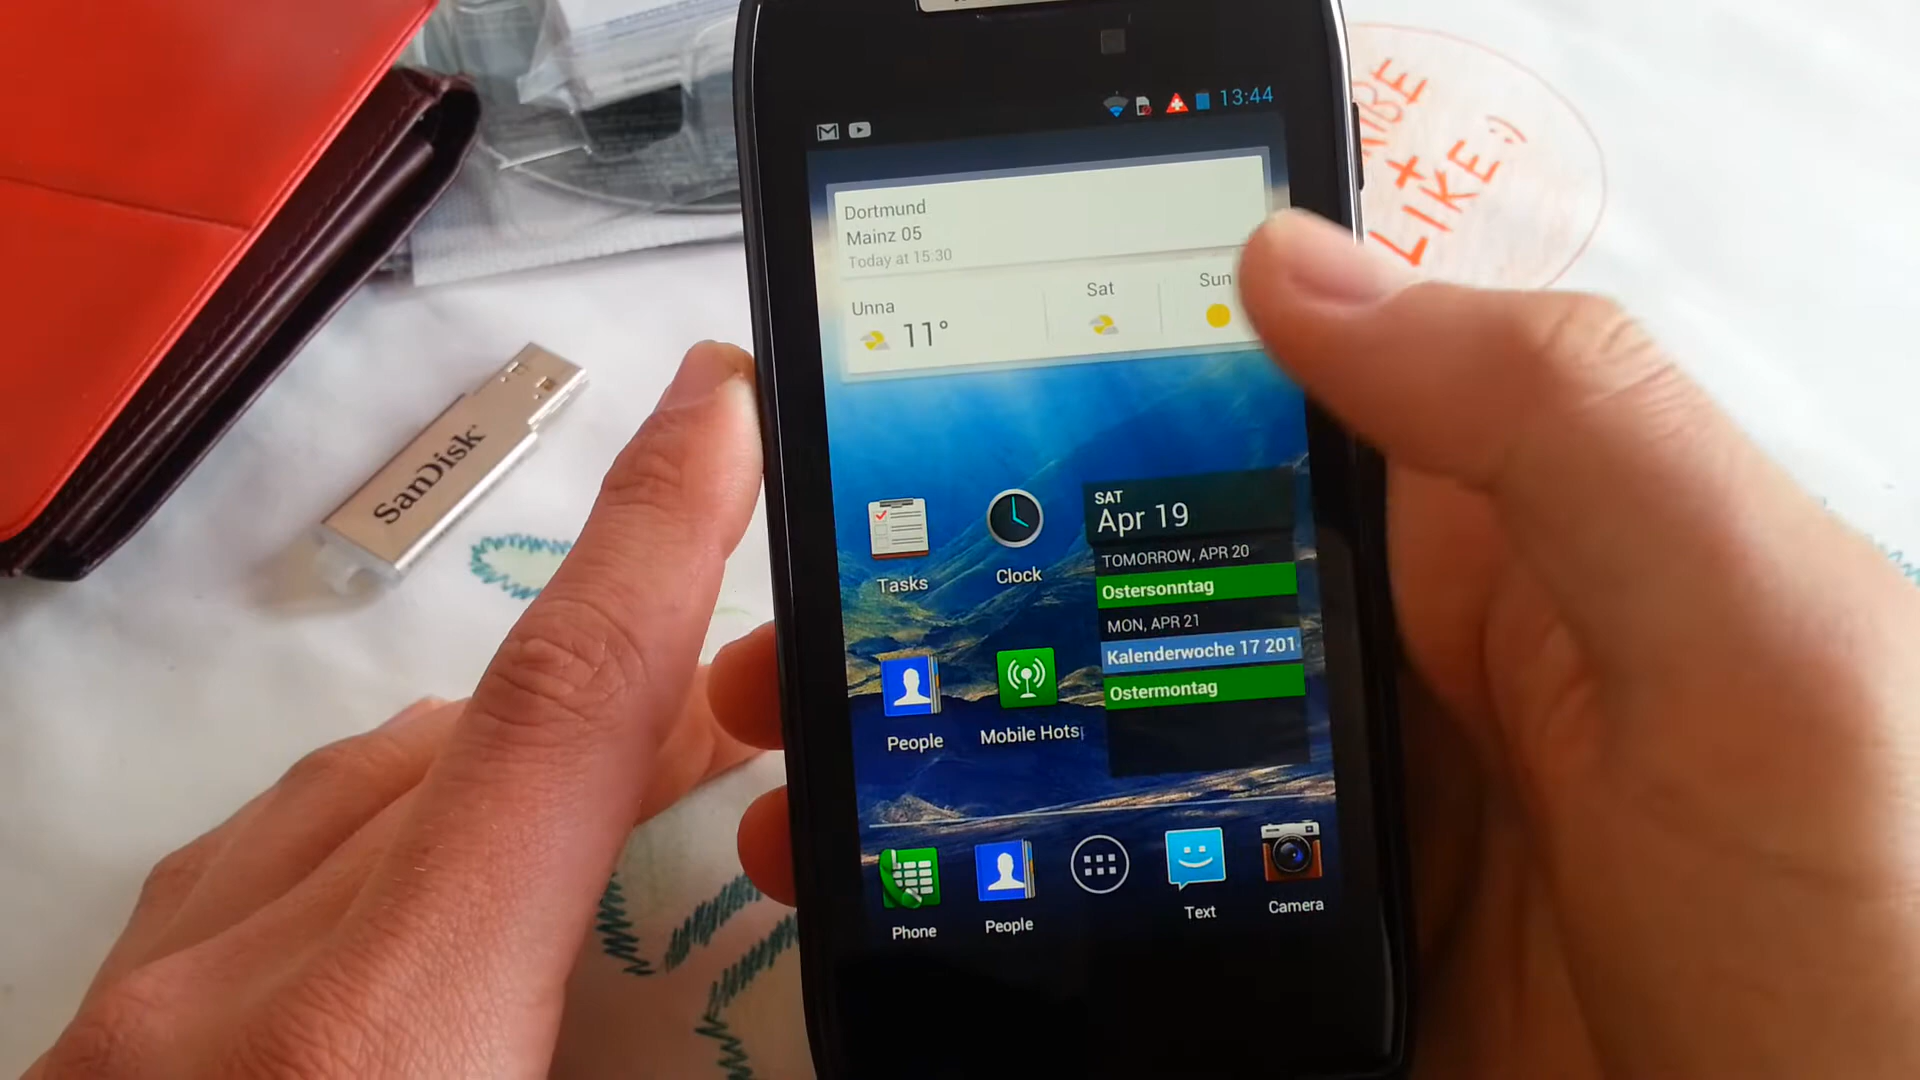 13:44
Dortmund
Mainz 05
Today at 15:30
Unna
11°
Sat
Sun
SAT
Apr 19
TOMORROW, APR 20
Ostersonntag
MON, APR 21
Kalenderwoche 17 201
Ostermontag
Tasks
Clock
People
Mobile Hots
Phone
People
Text
Camera
SanDisk
+
LIKE :)